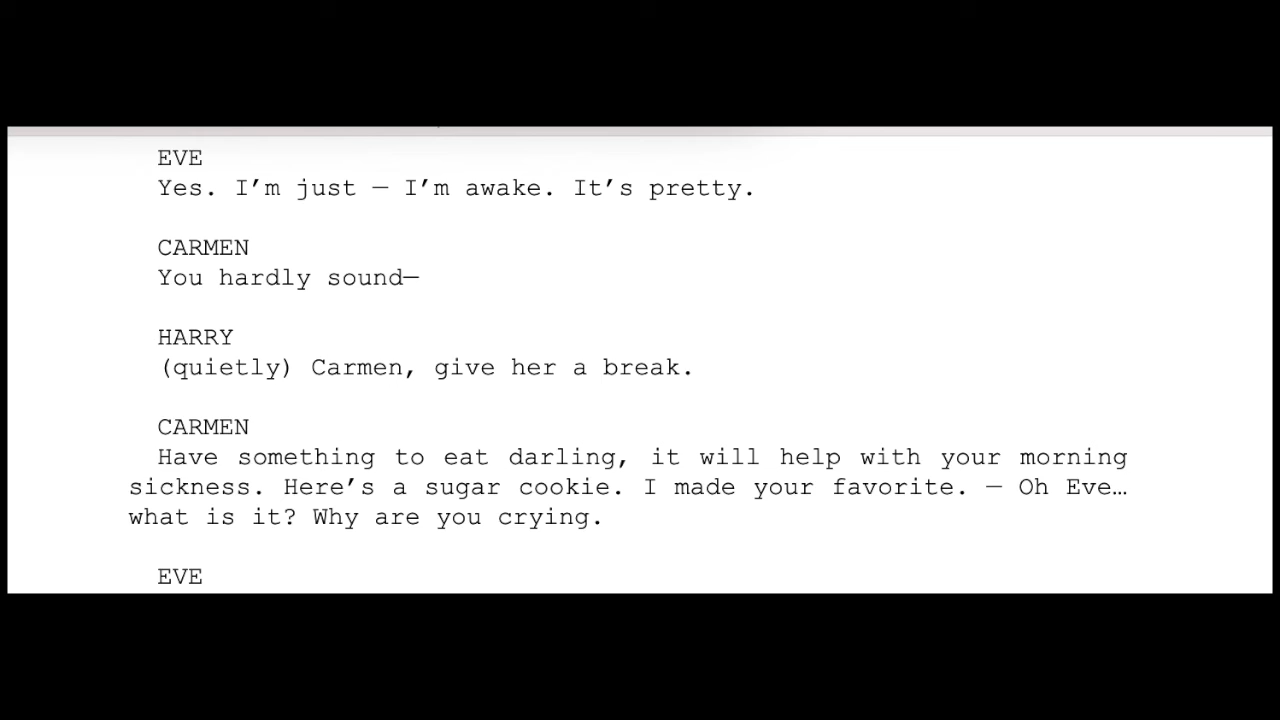 EVE
Yes. I’m just — I’m awake. It’s pretty.
CARMEN
You hardly sound—
HARRY
(quietly) Carmen, give her a break.
CARMEN
Have something to eat darling, it will help with your morning
sickness. Here’s a sugar cookie. I made your favorite. — Oh Eve…
what is it? Why are you crying.
EVE